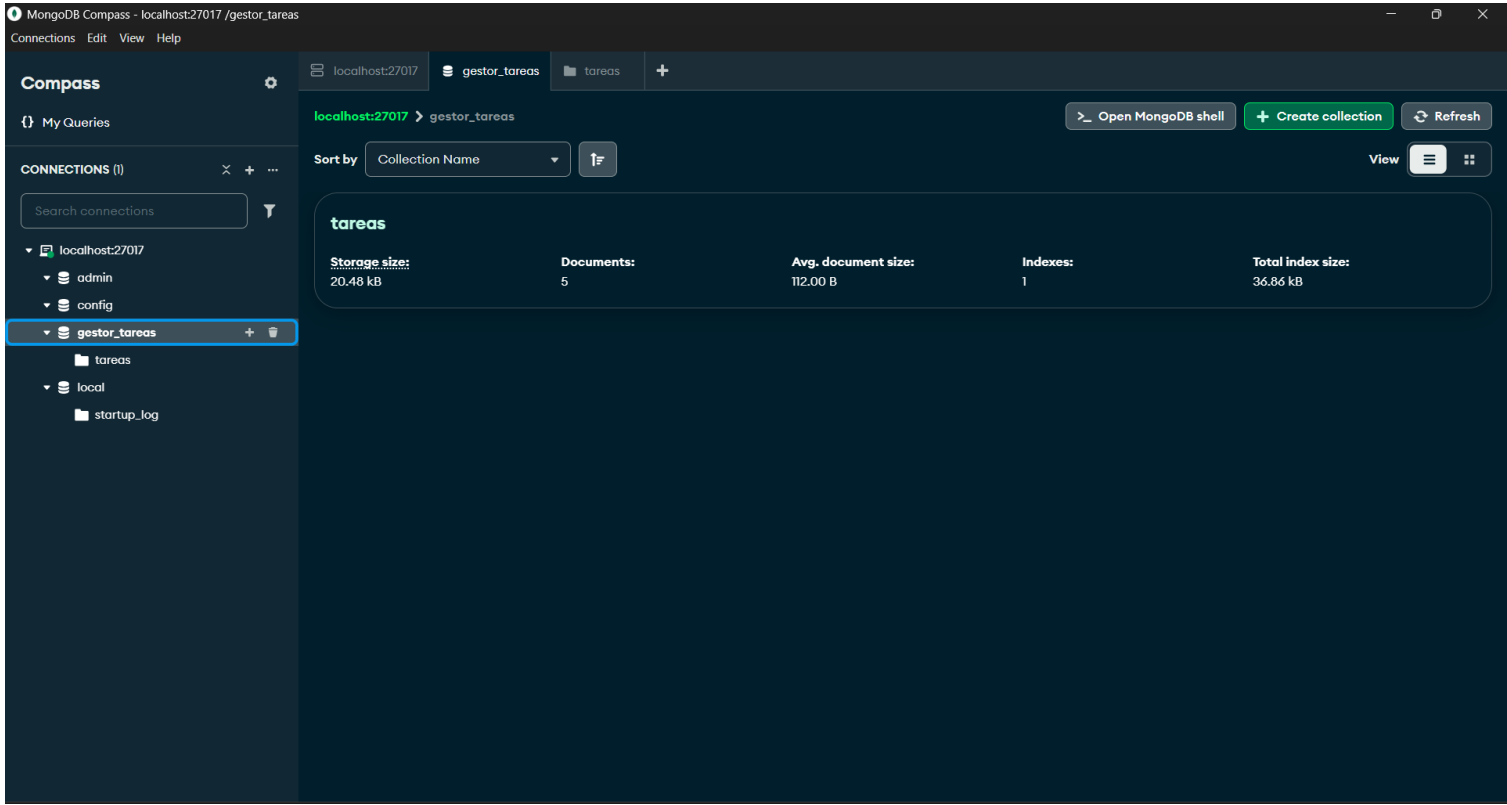 MongoDB Compass - localhost:27017 /gestor_tareas
Connections Edit View Help
Compass
{} My Queries
CONNECTIONS (1)
Search connections
localhost:27017
admin
config
gestor_tareas
tareas
local
startup_log
localhost:27017 gestor_tareas tareas
localhost:27017 > gestor_tareas
>_ Open MongoDB shell + Create collection Refresh
Sort by Collection Name View
tareas
Storage size: Documents: Avg. document size: Indexes: Total index size:
20.48 kB 5 112.00 B 1 36.86 kB